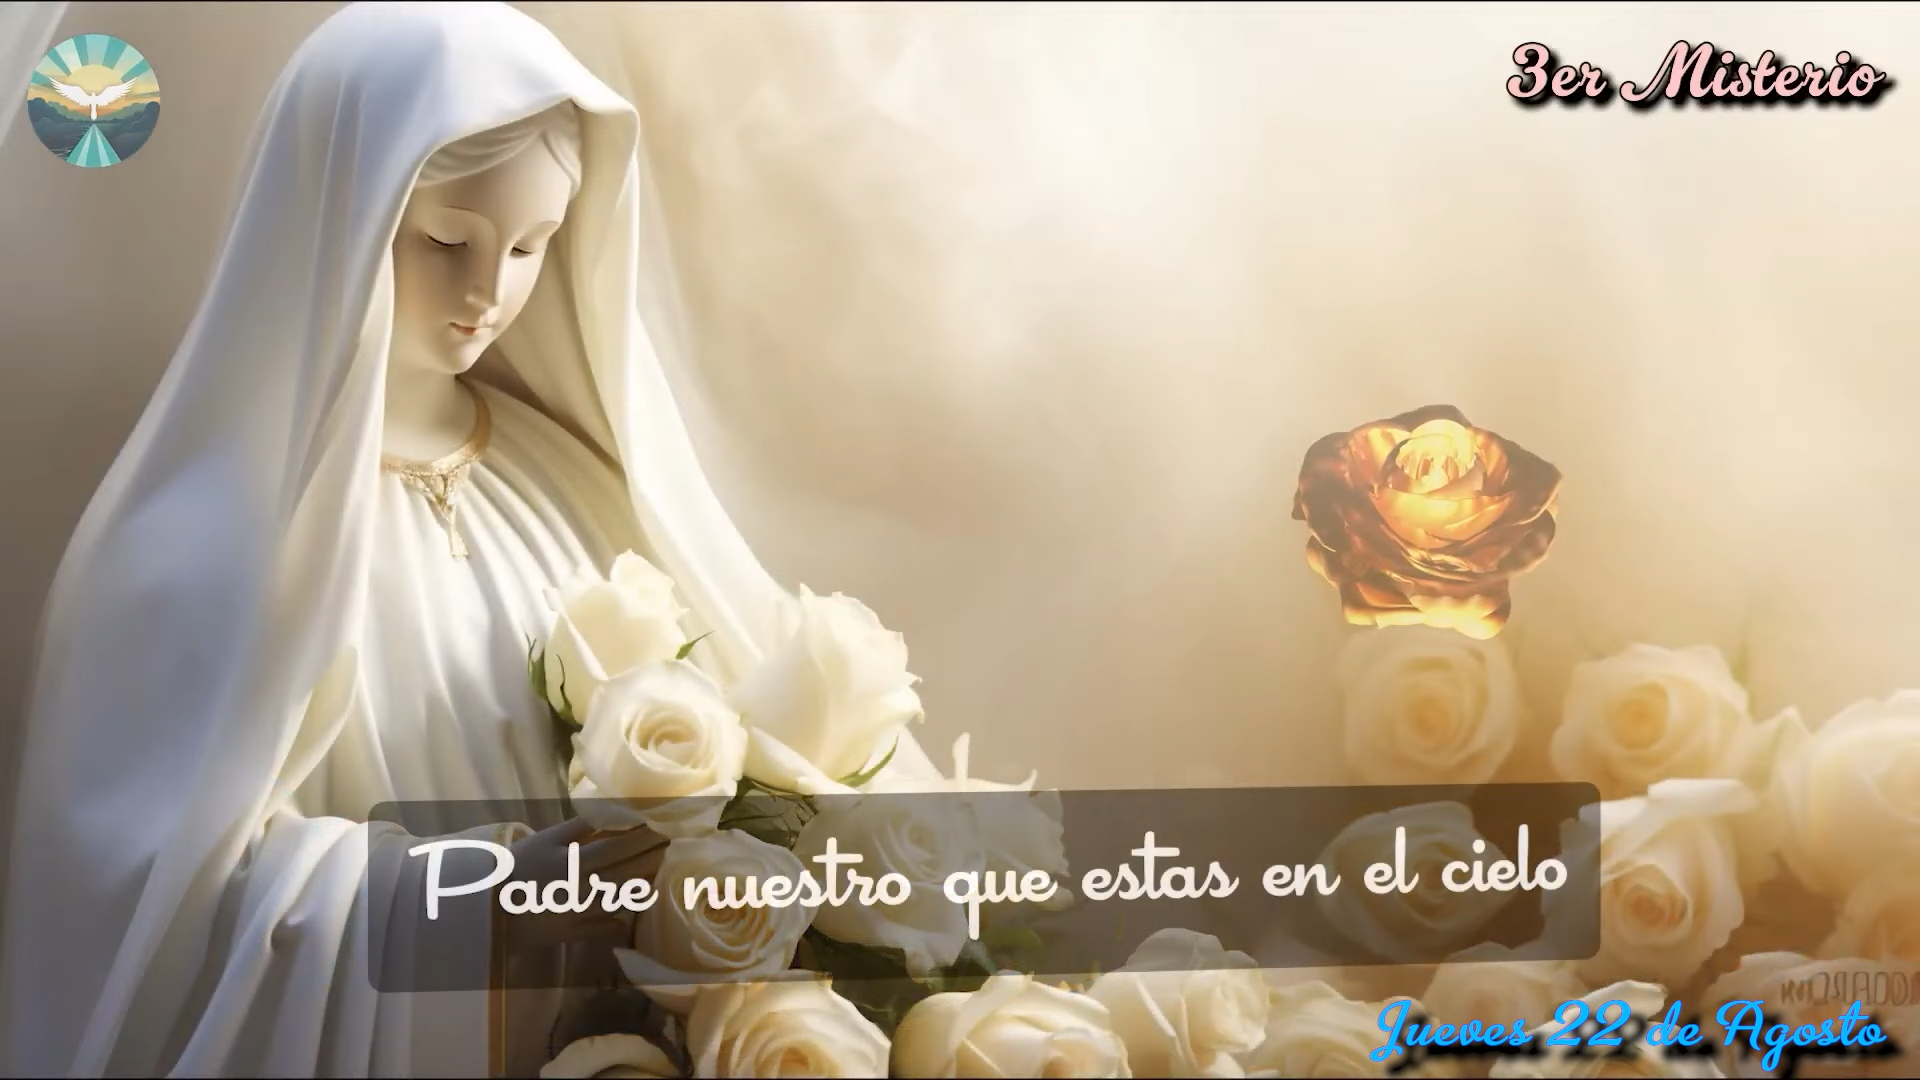 3er Misterio
Padre nuestro que estas en el cielo
Jueves 22 de Agosto